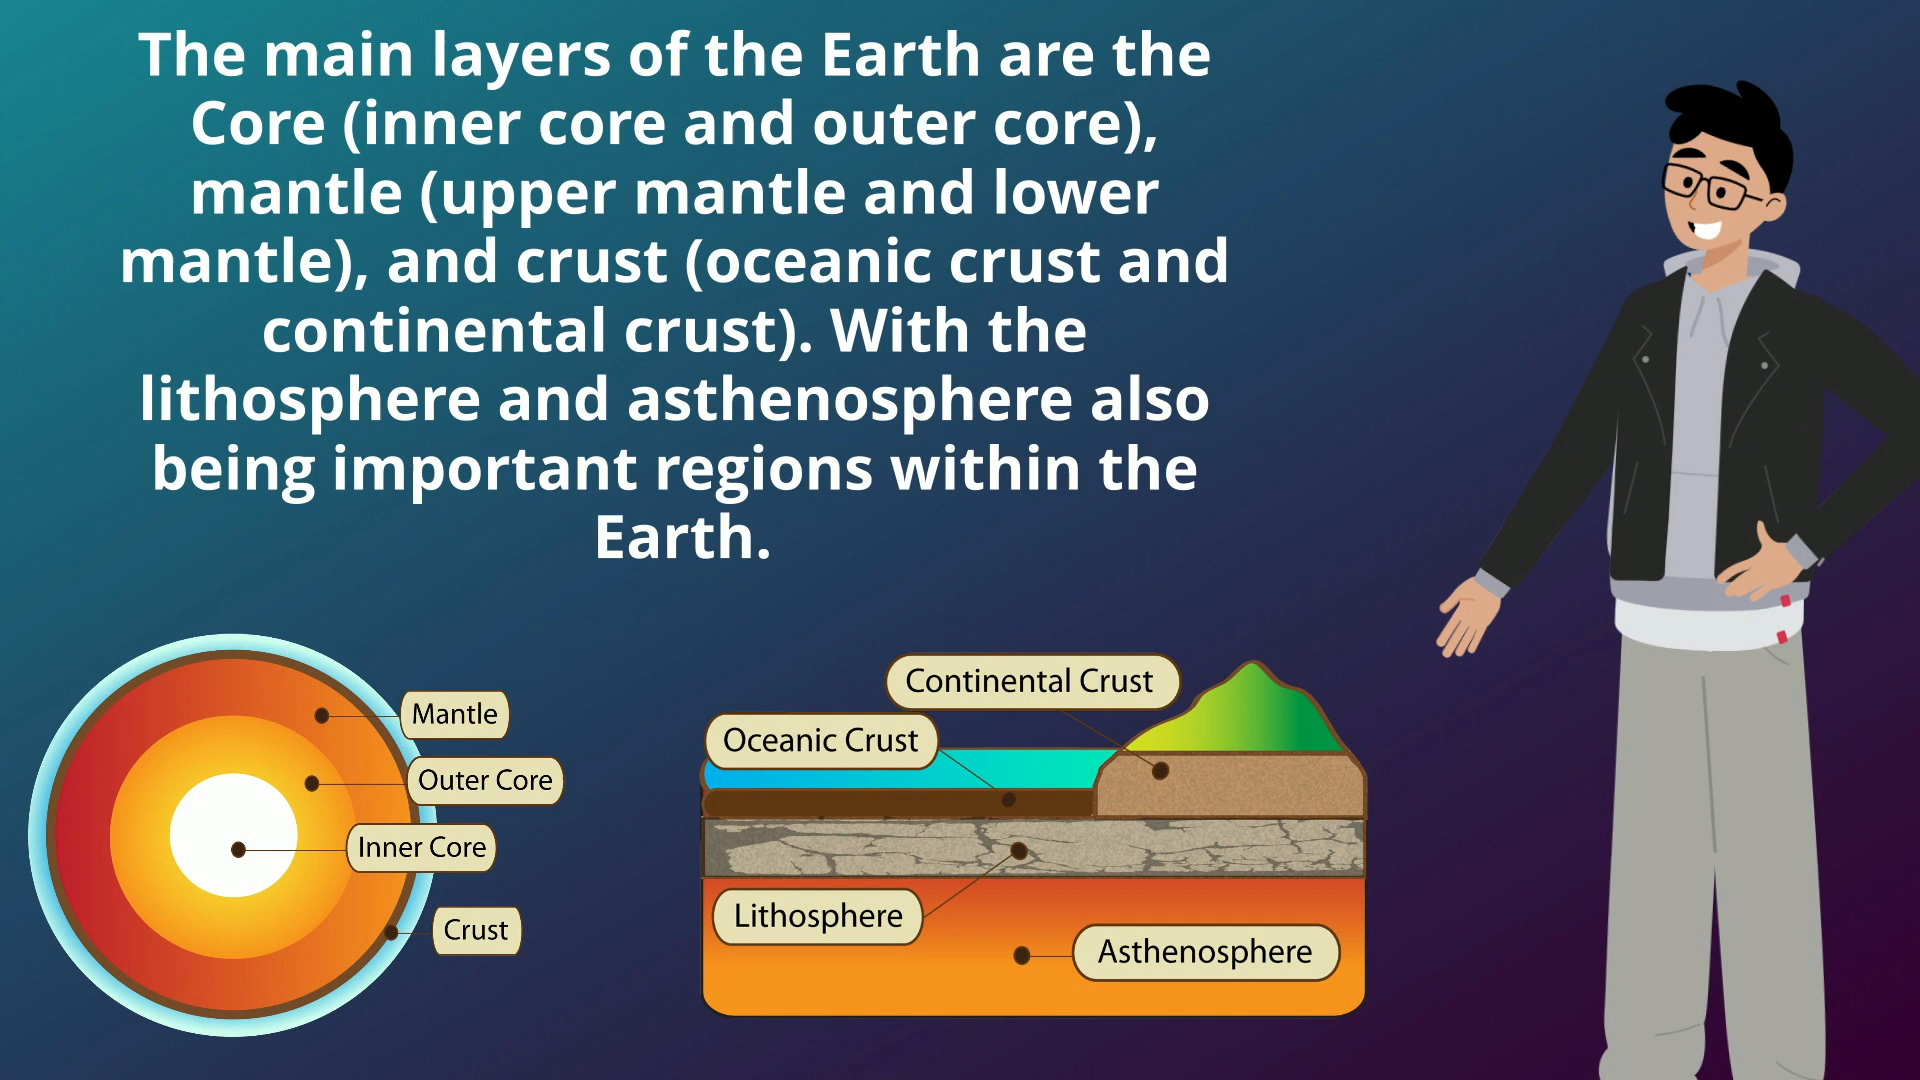 The main layers of the Earth are the
Core (inner core and outer core),
mantle (upper mantle and lower
mantle), and crust (oceanic crust and
continental crust). With the
lithosphere and asthenosphere also
being important regions within the
Earth.
Mantle
Outer Core
Inner Core
Crust
Continental Crust
Oceanic Crust
Lithosphere
Asthenosphere